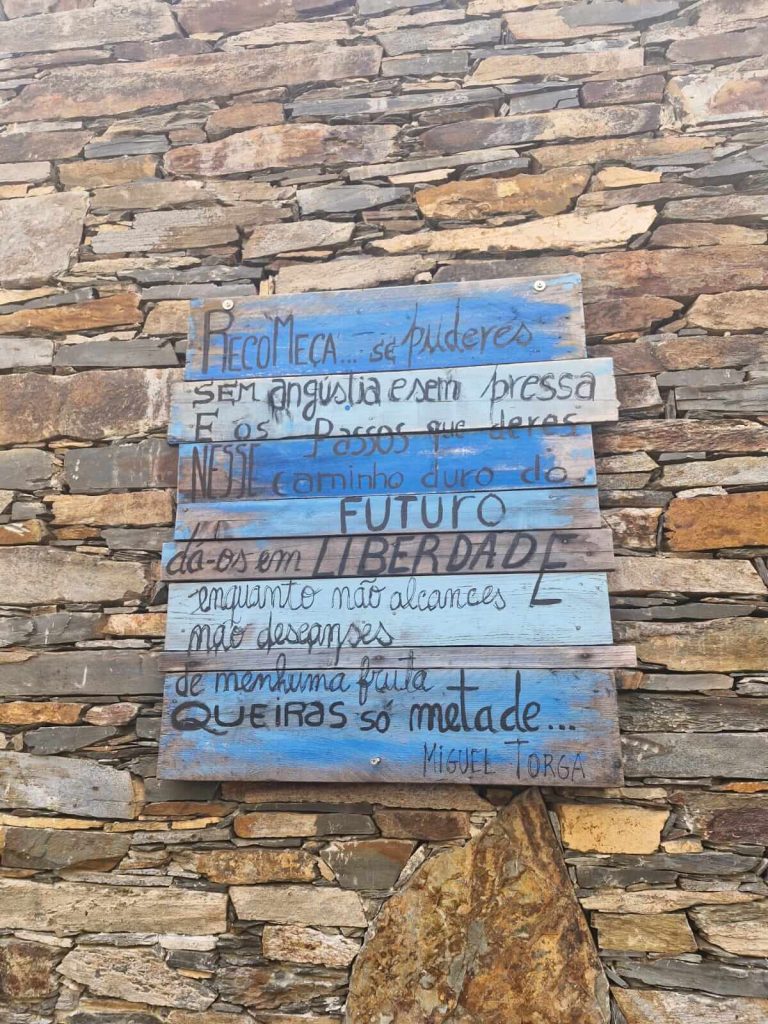 RECOMEÇA... se puderes
SEM angústia e sem pressa
E os Passos que deres
NESSE caminho duro do
FUTURO
dá-os em LIBERDADE
enquanto não alcances E
não descanses
de nenhuma fruta
QUEIRAS só metade...
MIGUEL TORGA